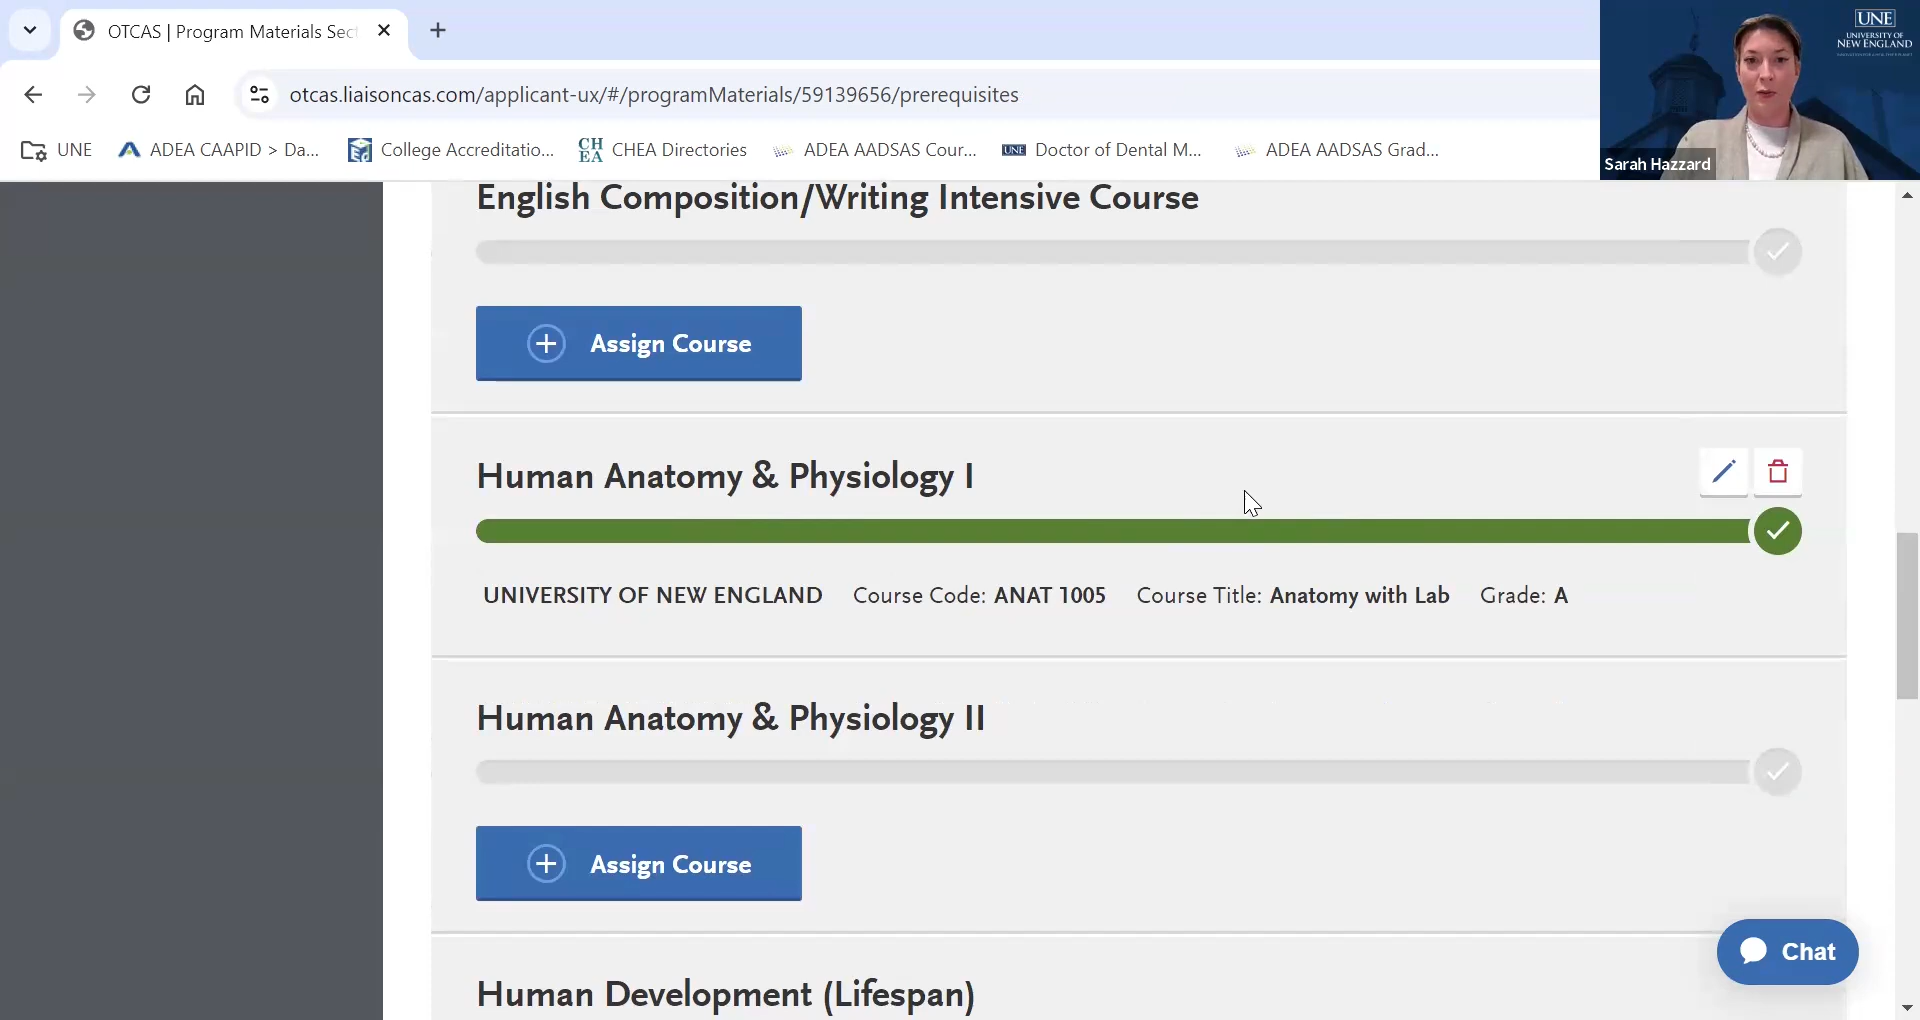 OTCAS | Program Materials Sect
otcas.liaisoncas.com/applicant-ux/#/programMaterials/59139656/prerequisites
UNE
ADEA CAAPID > Da...
College Accreditatio...
CHEA CHEA Directories
ADEA AADSAS Cour...
UNE Doctor of Dental M...
ADEA AADSAS Grad...
UNE
UNIVERSITY OF
NEW ENGLAND
Sarah Hazzard
English Composition/Writing Intensive Course
Assign Course
Human Anatomy & Physiology I
UNIVERSITY OF NEW ENGLAND Course Code: ANAT 1005 Course Title: Anatomy with Lab Grade: A
Human Anatomy & Physiology II
Assign Course
Human Development (Lifespan)
Chat